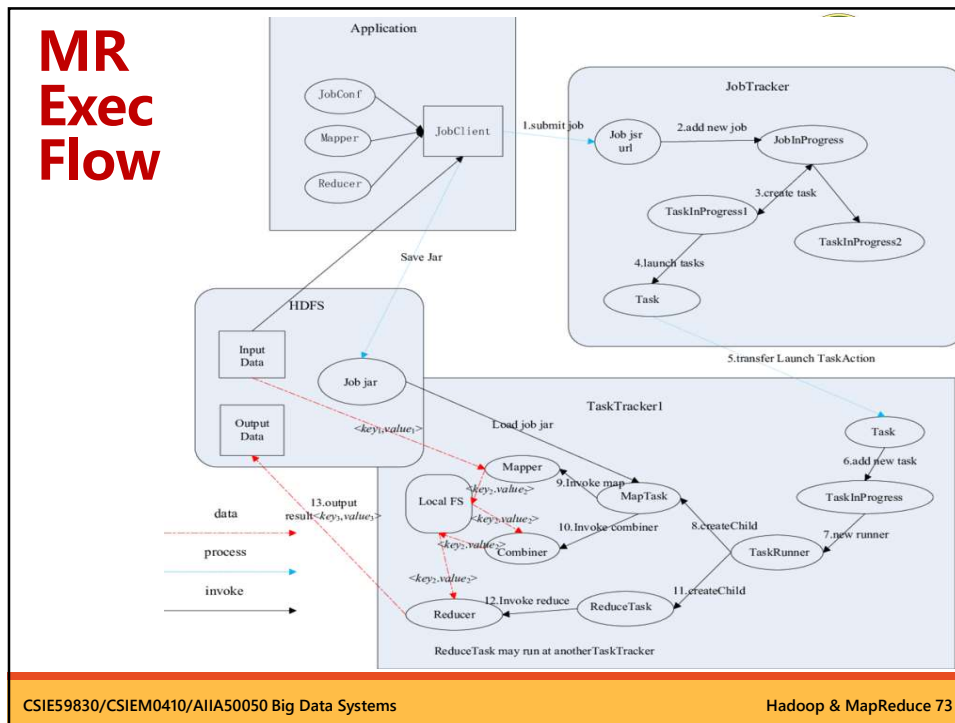 MR
Exec
Flow
Application
JobConf
Mapper
Reducer
JobClient
1.submit job
JobTracker
Job jsr
url
2.add new job
JobInProgress
3.create task
TaskInProgress1
TaskInProgress2
4.launch tasks
Task
Save Jar
HDFS
Input
Data
Job jar
Output
Data
5.transfer Launch TaskAction
TaskTracker1
Load job jar
<key₁,value₁>
Task
6.add new task
TaskInProgress
7.new runner
TaskRunner
8.createChild
MapTask
9.Invoke map
Mapper
<key₂.value₂>
Local FS
<key₂.value₂>
10.Invoke combiner
Combiner
<key₂.value₂>
<key₂.value₂>
11.createChild
ReduceTask
12.Invoke reduce
Reducer
13.output
result<key₃,value₃>
data
process
invoke
ReduceTask may run at anotherTaskTracker
CSIE59830/CSIEM0410/AIIA50050 Big Data Systems
Hadoop & MapReduce 73